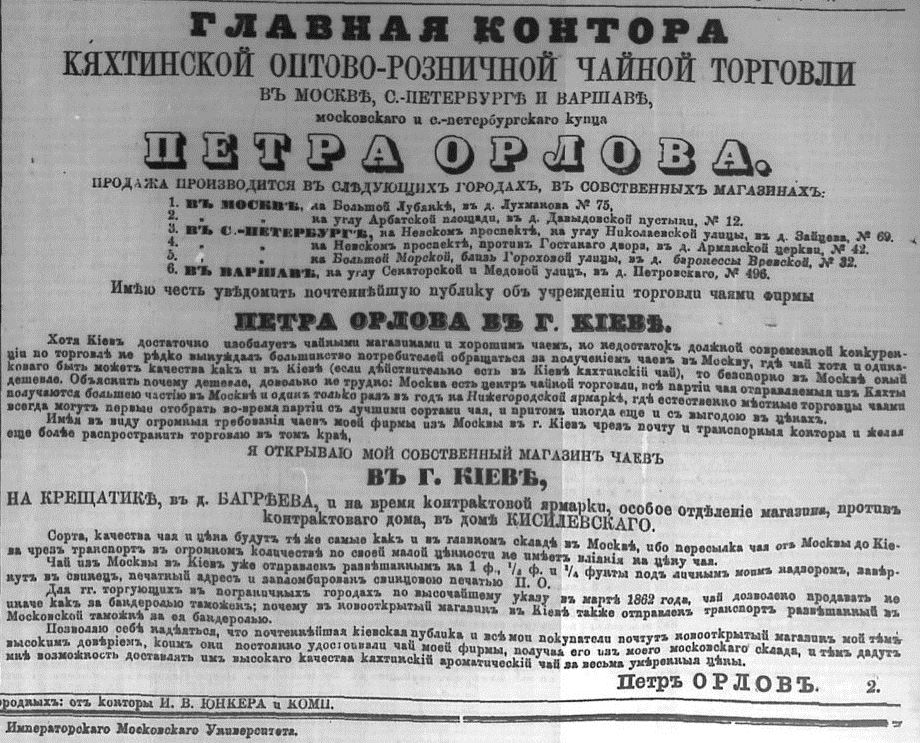 ГЛАВНАЯ КОНТОРА
КЯХТИНСКОЙ ОПТОВО-РОЗНИЧНОЙ ЧАЙНОЙ ТОРГОВЛИ
ВЪ МОСКВѢ, С.-ПЕТЕРБУРГѢ И ВАРШАВѢ,
московскаго и с.-петербургскаго купца
ПЕТРА ОРЛОВА.
ПРОДАЖА ПРОИЗВОДИТСЯ ВЪ СЛѢДУЮЩИХЪ ГОРОДАХЪ, ВЪ СОБСТВЕННЫХЪ МАГАЗИНАХЪ:
1. ВЪ МОСКВѢ, на Большой Лубянкѣ, въ д. Лухманова № 75,
2. „ „ на углу Арбатской площади, въ д. Давыдовской пустыни, № 12.
3. ВЪ С.-ПЕТЕРБУРГѢ, на Невскомъ проспектѣ, на углу Николаевской улицы, въ д. Зайцева, № 69.
4. „ „ на Невскомъ проспектѣ, противъ Гостинаго двора, въ д. Армянской церкви, № 42.
5. „ „ на Большой Морской, близь Гороховой улицы, въ д. баронессы Вревской, № 32.
6. ВЪ ВАРШАВѢ, на углу Сенаторской и Медовой улицъ, въ д. Петровскаго, № 496.
Имѣю честь увѣдомить почтеннѣйшую публику объ учрежденіи торговли чаями фирмы
ПЕТРА ОРЛОВА ВЪ Г. КІЕВѢ.
Хотя Кіевъ достаточно изобилуетъ чайными магазинами и хорошимъ чаемъ, но недостатокъ должной современной конкурен-
ціи по торговлѣ не рѣдко вынуждалъ большинство потребителей обращаться за полученіемъ чаевъ въ Москву, гдѣ чай хотя и одина-
коваго быть можетъ качества какъ и въ Кіевѣ (если дѣйствительно есть въ Кіевѣ кяхтинскій чай), то безспорно въ Москвѣ оный
дешевле. Объяснить почему дешевле, довольно не трудно: Москва есть центръ чайной торговли, всѣ партіи чая отправляемыя изъ Кяхты
получаются большею частію въ Москвѣ и одинъ только разъ въ годъ на Нижегородской ярмаркѣ, гдѣ естественно мѣстные торговцы чаями
всегда могутъ первые отобрать во-время партіи съ лучшими сортами чая, и притомъ иногда еще и съ выгодою въ цѣнахъ.
Имѣя въ виду огромныя требованія чаевъ моей фирмы изъ Москвы въ г. Кіевъ чрезъ почту и транспорныя конторы и желая
еще болѣе распространить торговлю въ томъ краѣ,
Я ОТКРЫВАЮ МОЙ СОБСТВЕННЫЙ МАГАЗИНЪ ЧАЕВЪ
ВЪ Г. КІЕВѢ,
НА КРЕЩАТИКѢ, въ д. БАГРѢЕВА, и на время контрактовой ярмарки, особое отдѣленіе магазина, противъ
контрактоваго дома, въ домѣ КИСИЛЕВСКАГО.
Сорта, качества чая и цѣна будутъ тѣ же самые какъ и въ главномъ складѣ въ Москвѣ, ибо пересылка чая отъ Москвы до Кіе-
ва чрезъ транспортъ въ огромномъ количествѣ по своей малой цѣнности не имѣетъ вліянія на цѣну чая.
Чай изъ Москвы въ Кіевъ уже отправленъ развѣшаннымъ на 1 ф., ½ ф. и ¼ фунты подъ личнымъ моимъ надзоромъ, завёр-
нутъ въ свинецъ, печатный адресъ и запломбированъ свинцовою печатью П. О.
Для гг. торгующихъ въ пограничныхъ городахъ по высочайшему указу въ мартѣ 1862 года, чай дозволено продавать не
иначе какъ за бандеролью таможенъ; почему въ новооткрытый магазинъ въ Кіевѣ также отправленъ транспортъ развѣшанный въ
Московской таможнѣ за ея бандеролью.
Позволяю себѣ надѣяться, что почтеннѣйшая кіевская публика и всѣ мои покупатели почтутъ новооткрытый магазинъ мой тѣмъ
высокимъ довѣріемъ, коимъ они постоянно удостоивали чай моей фирмы, получая его изъ моего московскаго склада, и тѣмъ дадутъ
мнѣ возможность доставлять имъ высокаго качества кяхтинскій ароматическій чай за весьма умѣренныя цѣны.
Петръ ОРЛОВЪ. 2.
ородныхъ: отъ конторы И. В. ЮНКЕРА и КОМП.
Императорскаго Московскаго Университета.